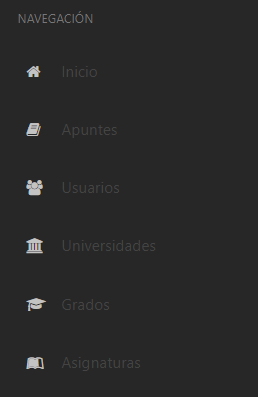 NAVEGACIÓN
Inicio
Apuntes
Usuarios
Universidades
Grados
Asignaturas